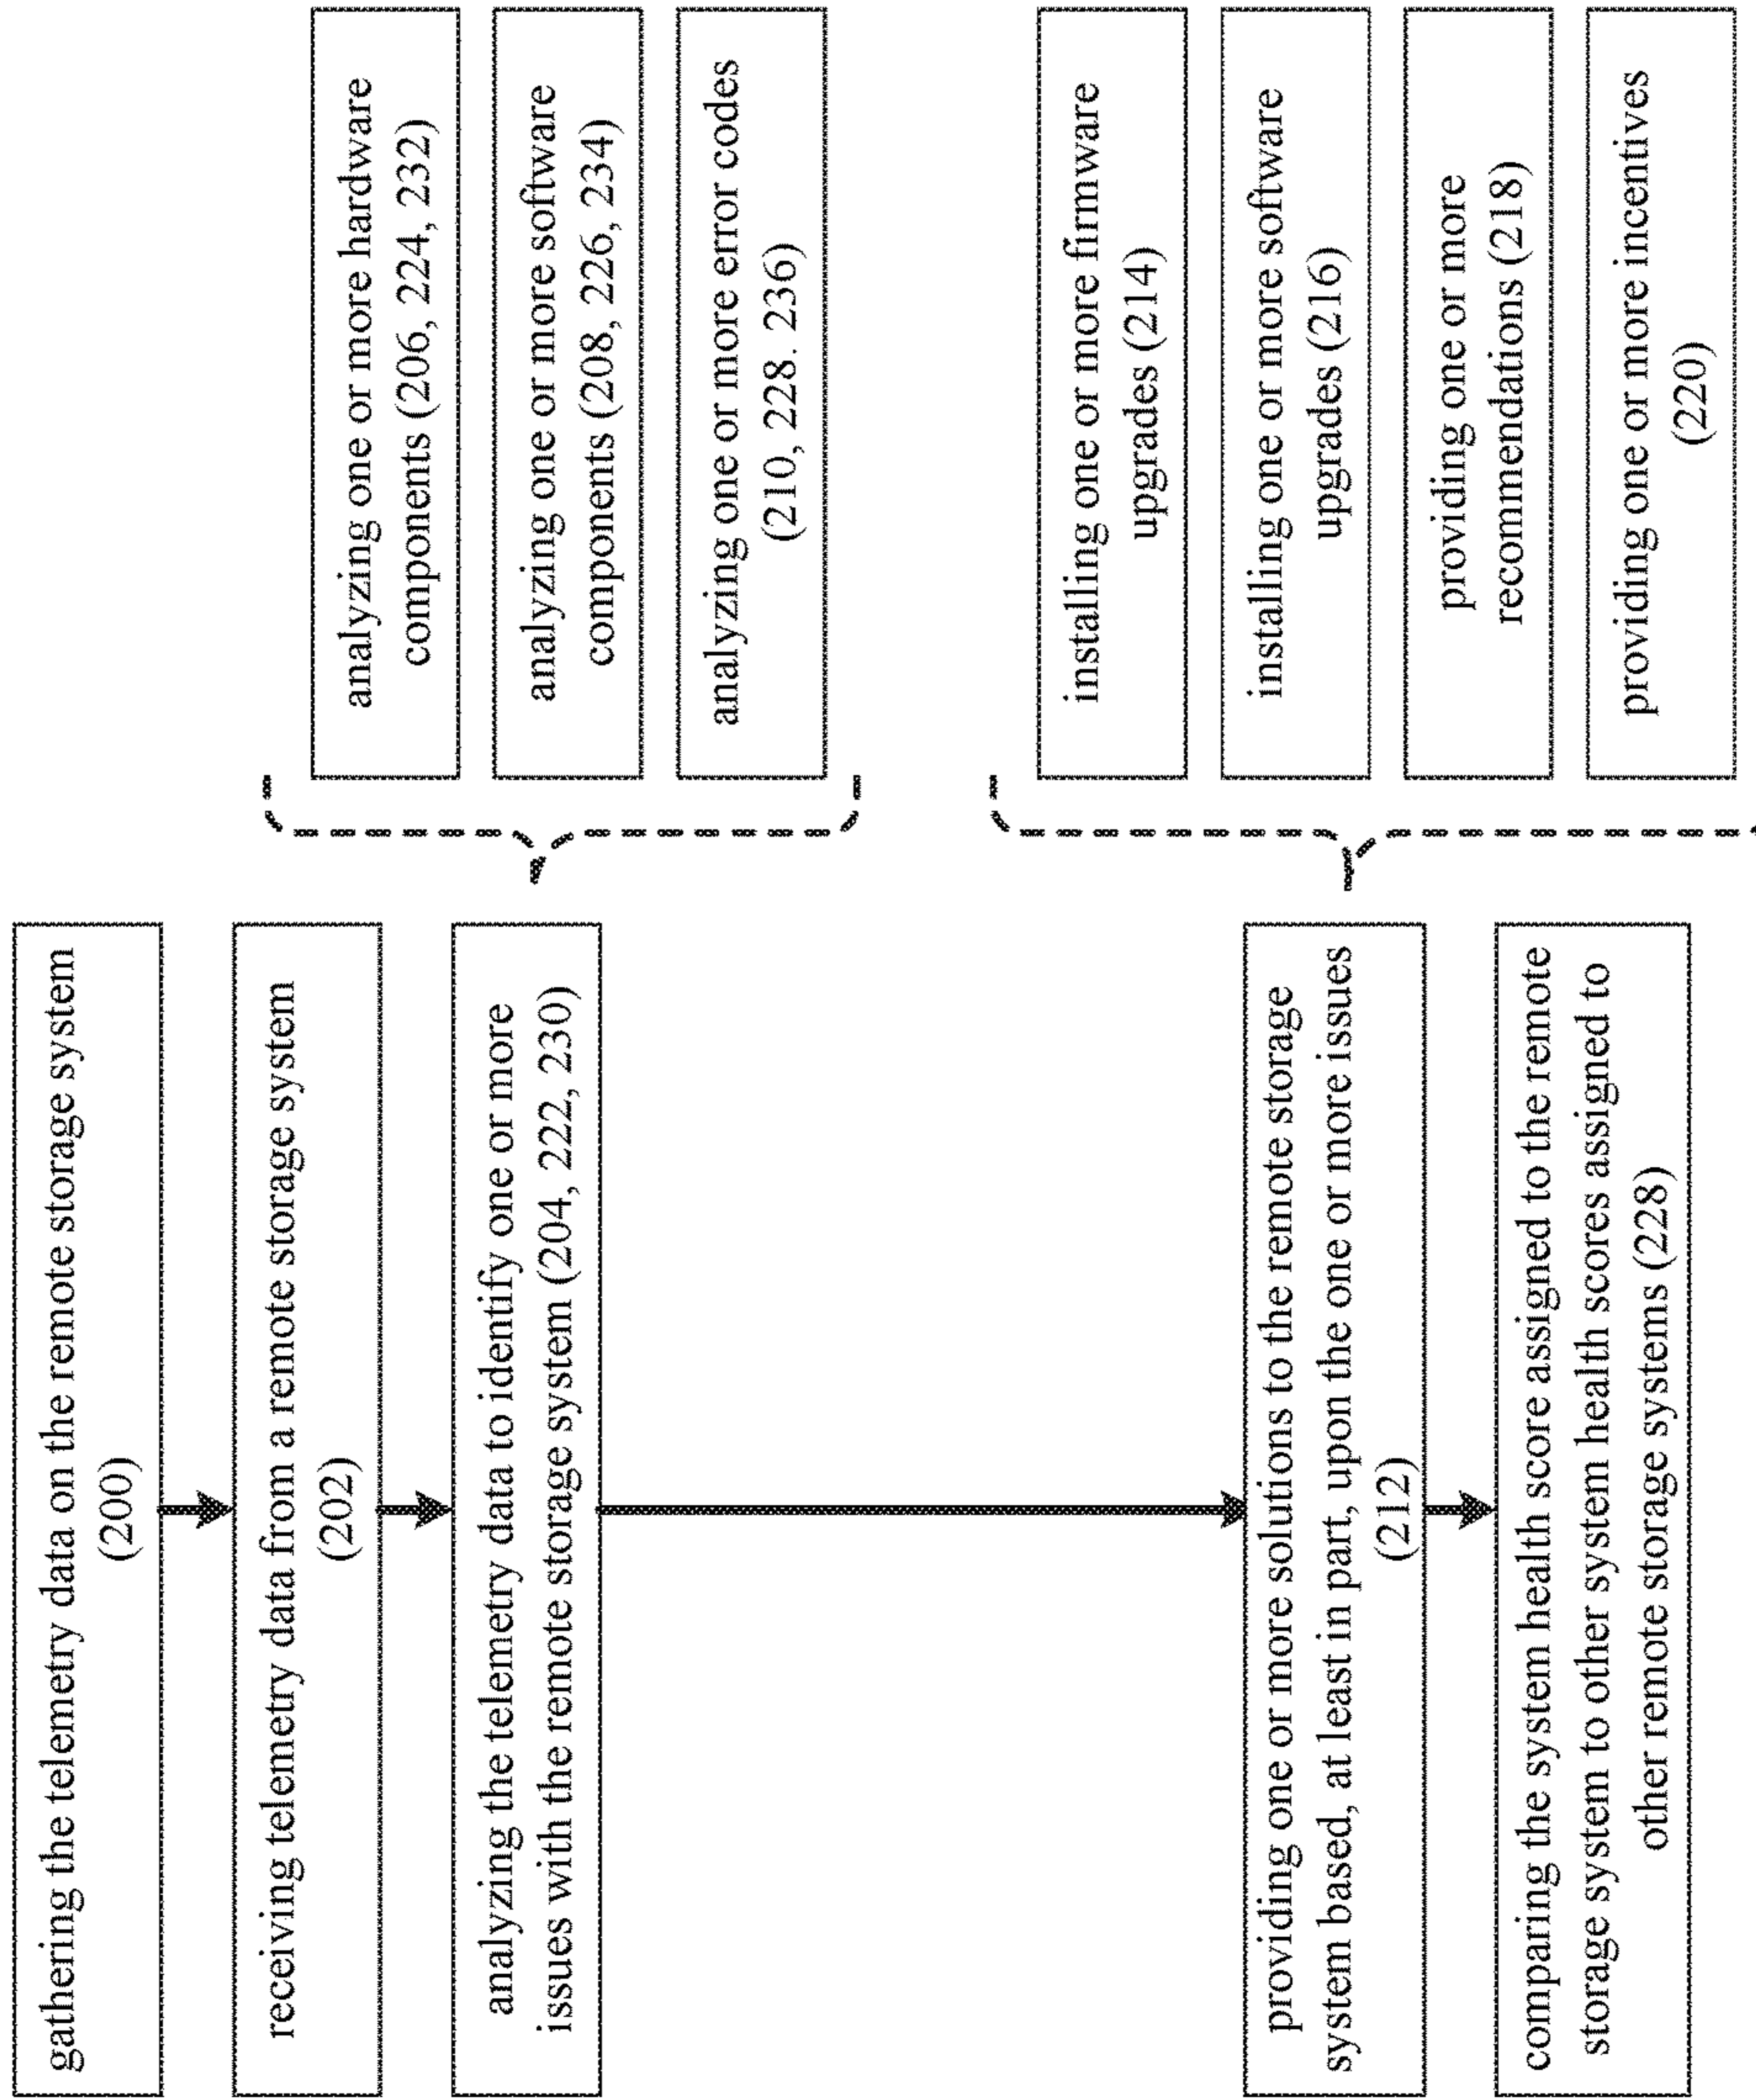 gathering the telemetry data on the remote storage system
(200)
receiving telemetry data from a remote storage system
(202)
analyzing the telemetry data to identify one or more
issues with the remote storage system (204, 222, 230)
analyzing one or more hardware
components (206, 224, 232)
analyzing one or more software
components (208, 226, 234)
analyzing one or more error codes
(210, 228. 236)
providing one or more solutions to the remote storage
system based, at least in part, upon the one or more issues
(212)
installing one or more firmware
upgrades (214)
installing one or more software
upgrades (216)
providing one or more
recommendations (218)
providing one or more incentives
(220)
comparing the system health score assigned to the remote
storage system to other system health scores assigned to
other remote storage systems (228)